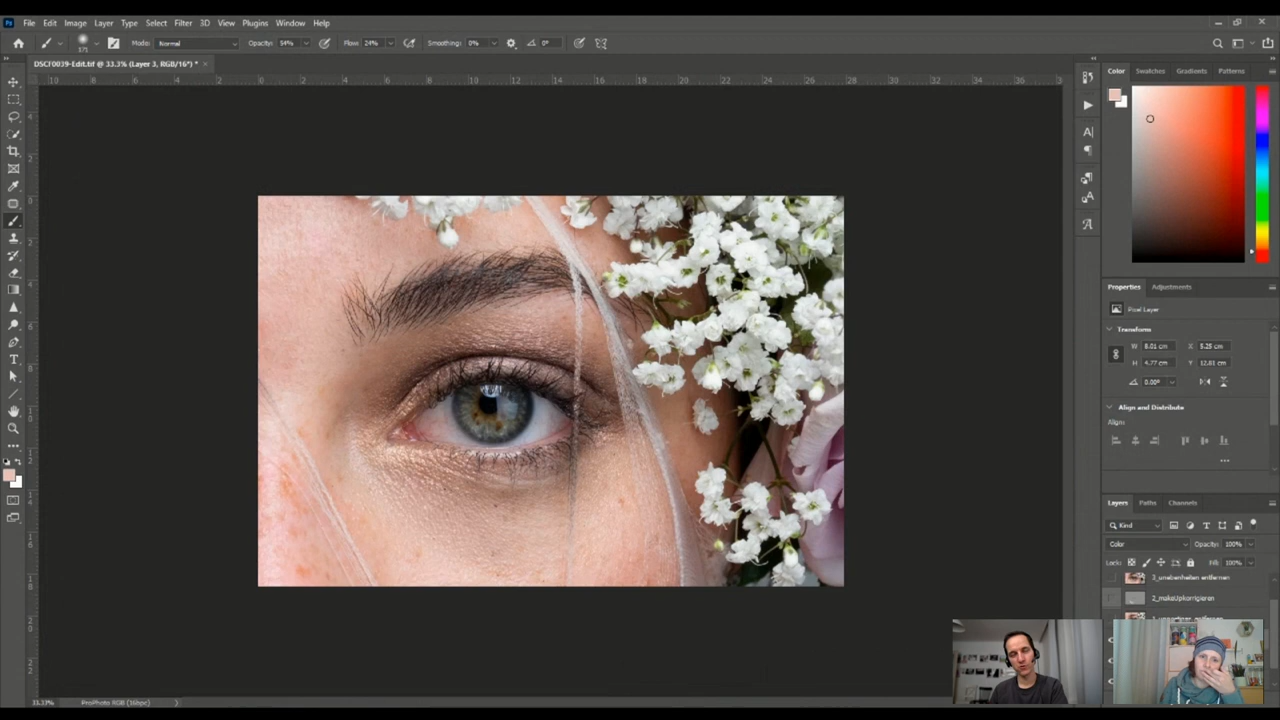 Ps File Edit Image Layer Type Select Filter 3D View Plugins Window Help
575 Mode: Normal Opacity: 54% Flow: 24% Smoothing: 0% 0°
DSCF0039-Edit.tif @ 33.3% (Layer 3, RGB/16*) *
Color Swatches Gradients Patterns
Properties Adjustments
Pixel Layer
Transform
W 8.01 cm X 5.25 cm
H 4.77 cm Y 12.81 cm
0.00°
Align and Distribute
Align:
Layers Paths Channels
Kind
Color Opacity: 100%
Lock: Fill: 100%
3_unebenheiten entfernen
2_makeUpkorrigieren
33.33% ProPhoto RGB (16bpc)